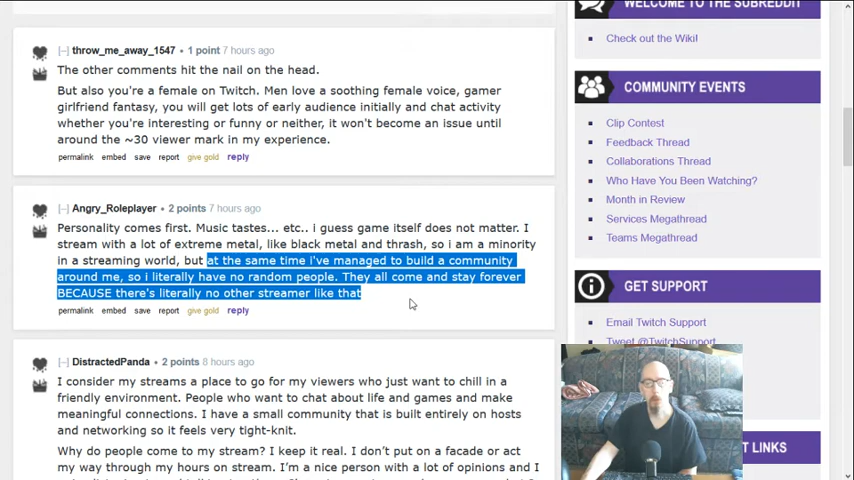 [–] throw_me_away_1547 • 1 point 7 hours ago
The other comments hit the nail on the head.
But also you're a female on Twitch. Men love a soothing female voice, gamer
girlfriend fantasy, you will get lots of early audience initially and chat activity
whether you're interesting or funny or neither, it won't become an issue until
around the ~30 viewer mark in my experience.
permalink embed save report give gold reply
[–] Angry_Roleplayer • 2 points 7 hours ago
Personality comes first. Music tastes... etc.. i guess game itself does not matter. I
stream with a lot of extreme metal, like black metal and thrash, so i am a minority
in a streaming world, but at the same time i've managed to build a community
around me, so i literally have no random people. They all come and stay forever
BECAUSE there's literally no other streamer like that
permalink embed save report give gold reply
[–] DistractedPanda • 2 points 8 hours ago
I consider my streams a place to go for my viewers who just want to chill in a
friendly environment. People who want to chat about life and games and make
meaningful connections. I have a small community that is built entirely on hosts
and networking so it feels very tight-knit.
Why do people come to my stream? I keep it real. I don't put on a facade or act
my way through my hours on stream. I'm a nice person with a lot of opinions and I
WELCOME TO THE SUBREDDIT
Check out the Wiki!
COMMUNITY EVENTS
Clip Contest
Feedback Thread
Collaborations Thread
Who Have You Been Watching?
Month in Review
Services Megathread
Teams Megathread
GET SUPPORT
Email Twitch Support
Tweet @TwitchSupport
LINKS